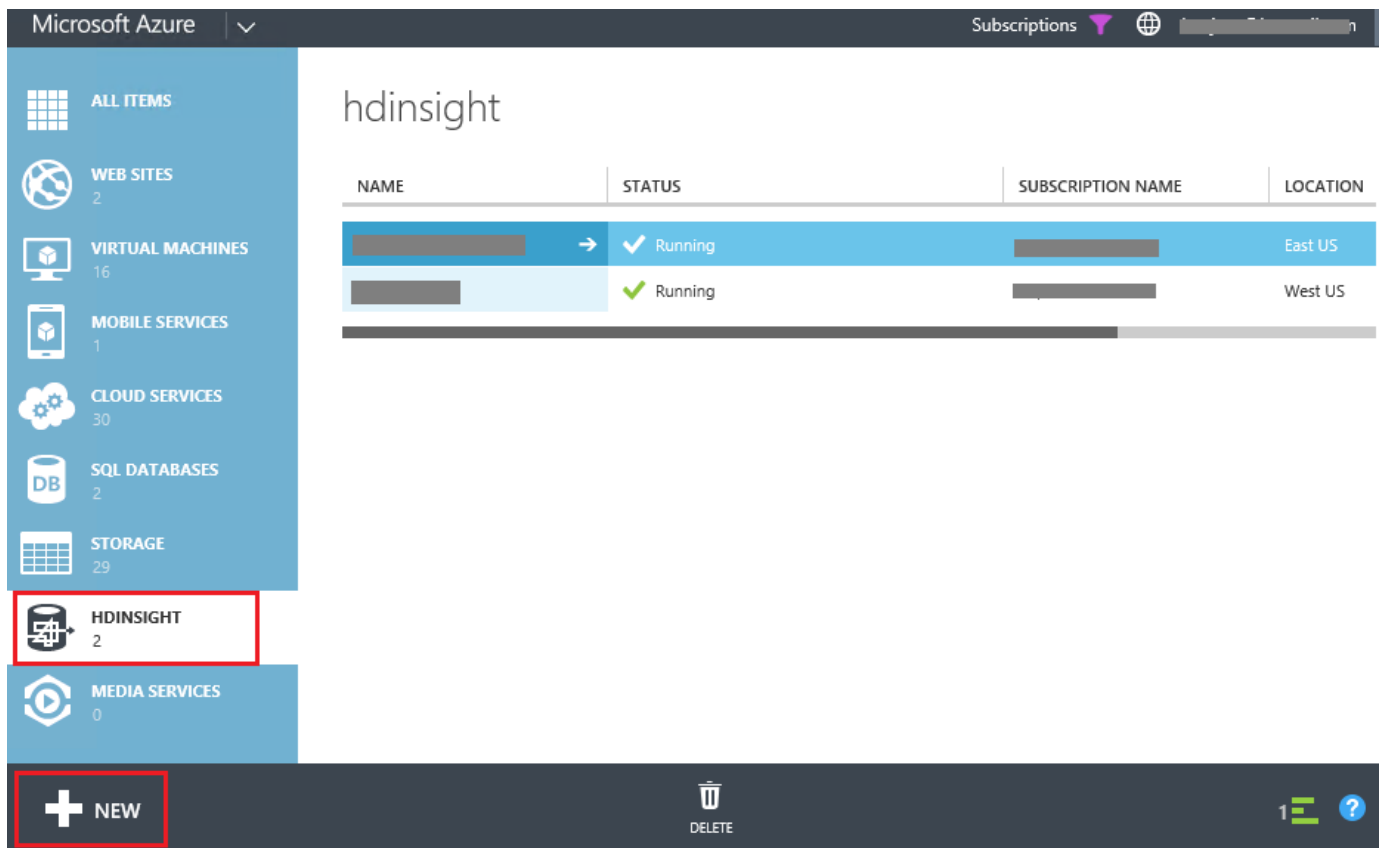 Microsoft Azure
Subscriptions
ALL ITEMS
WEB SITES
2
VIRTUAL MACHINES
16
MOBILE SERVICES
1
CLOUD SERVICES
30
SQL DATABASES
2
DB
STORAGE
29
HDINSIGHT
2
MEDIA SERVICES
0
hdinsight
NAME STATUS SUBSCRIPTION NAME LOCATION
Running East US
Running West US
NEW
DELETE
1 ?